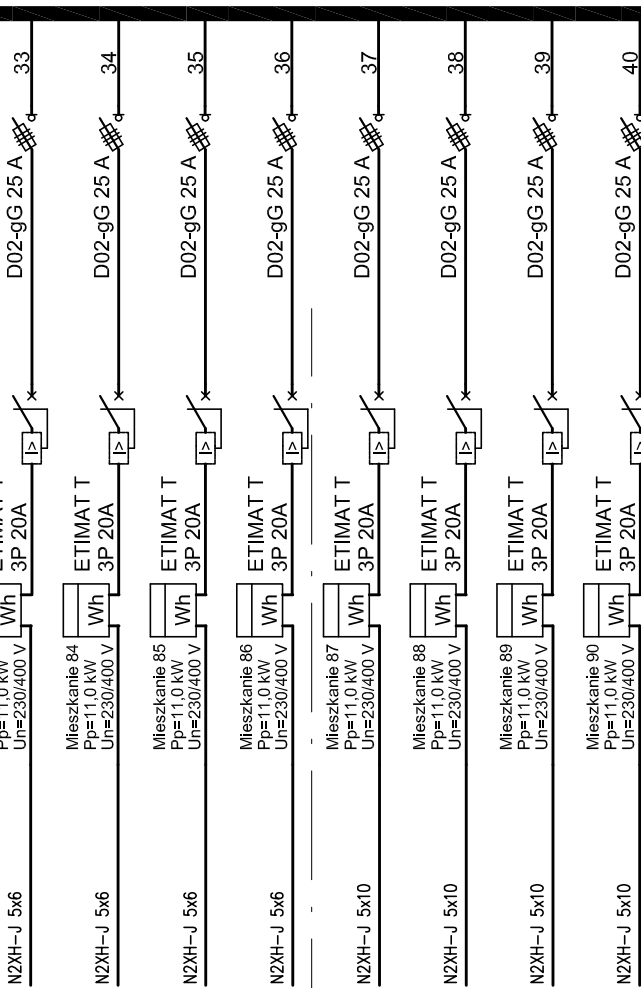 33
D02-gG 25 A
3P 20A
Wh
Un=230/400 V
N2XH-J 5x6
34
D02-gG 25 A
ETIMAT T
3P 20A
Wh
Mieszkanie 84
Pp=11,0 kW
Un=230/400 V
N2XH-J 5x6
35
D02-gG 25 A
I>
ETIMAT T
3P 20A
Wh
Mieszkanie 85
Pp=11,0 kW
Un=230/400 V
N2XH-J 5x6
36
D02-gG 25 A
I>
ETIMAT T
3P 20A
Wh
Mieszkanie 86
Pp=11,0 kW
Un=230/400 V
N2XH-J 5x6
37
D02-gG 25 A
I>
ETIMAT T
3P 20A
Wh
Mieszkanie 87
Pp=11,0 kW
Un=230/400 V
N2XH-J 5x10
38
D02-gG 25 A
I>
ETIMAT T
3P 20A
Wh
Mieszkanie 88
Pp=11,0 kW
Un=230/400 V
N2XH-J 5x10
39
D02-gG 25 A
I>
ETIMAT T
3P 20A
Wh
Mieszkanie 89
Pp=11,0 kW
Un=230/400 V
N2XH-J 5x10
40
D02-gG 25 A
I>
ETIMAT T
3P 20A
Wh
Mieszkanie 90
Pp=11,0 kW
Un=230/400 V
N2XH-J 5x10